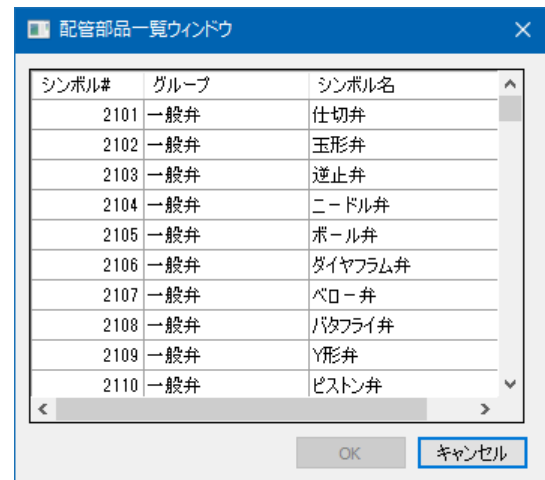 配管部品一覧ウィンドウ
シンボル# グループ シンボル名
2101 一般弁 仕切弁
2102 一般弁 玉形弁
2103 一般弁 逆止弁
2104 一般弁 ニードル弁
2105 一般弁 ボール弁
2106 一般弁 ダイヤフラム弁
2107 一般弁 ベロー弁
2108 一般弁 バタフライ弁
2109 一般弁 Y形弁
2110 一般弁 ピストン弁
OK キャンセル